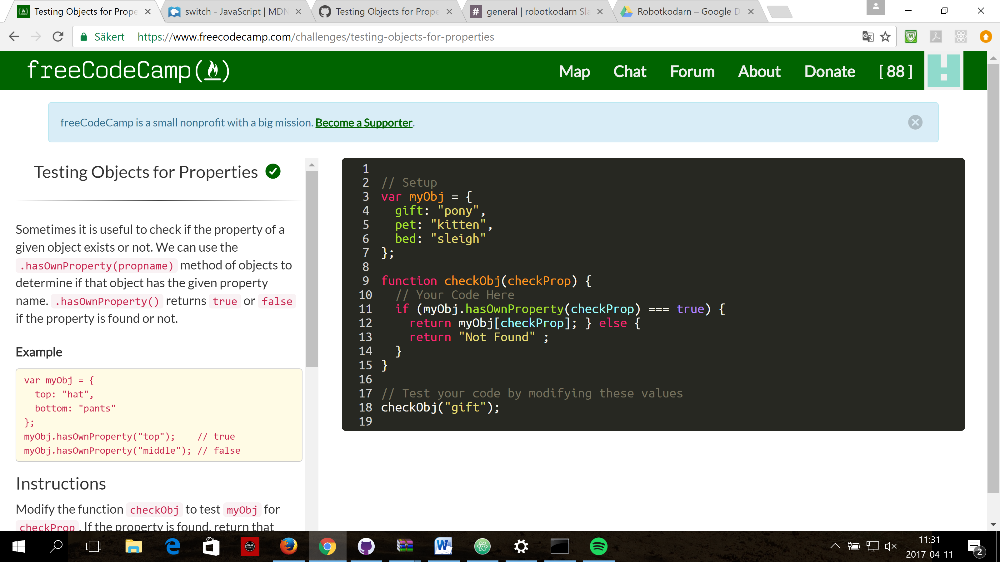 Testing Objects for Prope
switch - JavaScript | MDN
Testing Objects for Prope
# general | robotkodarn Sla
Robotkodarn – Google D
Säkert https://www.freecodecamp.com/challenges/testing-objects-for-properties
freeCodeCamp(🔥) Map Chat Forum About Donate [ 88 ]
freeCodeCamp is a small nonprofit with a big mission. Become a Supporter.
Testing Objects for Properties
Sometimes it is useful to check if the property of a
given object exists or not. We can use the
.hasOwnProperty(propname) method of objects to
determine if that object has the given property
name. .hasOwnProperty() returns true or false
if the property is found or not.
Example
var myObj = {
  top: "hat",
  bottom: "pants"
};
myObj.hasOwnProperty("top");    // true
myObj.hasOwnProperty("middle"); // false
Instructions
Modify the function checkObj to test myObj for
checkProp. If the property is found, return that
1
2 // Setup
3 var myObj = {
4   gift: "pony",
5   pet: "kitten",
6   bed: "sleigh"
7 };
8
9 function checkObj(checkProp) {
10   // Your Code Here
11   if (myObj.hasOwnProperty(checkProp) === true) {
12     return myObj[checkProp]; } else {
13     return "Not Found" ;
14   }
15 }
16
17 // Test your code by modifying these values
18 checkObj("gift");
19
11:31
2017-04-11
2